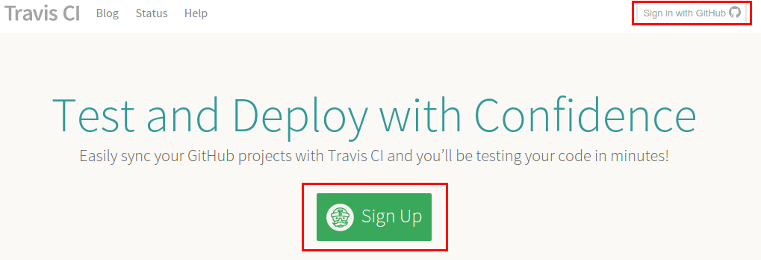 Travis CI Blog Status Help Sign in with GitHub
Test and Deploy with Confidence
Easily sync your GitHub projects with Travis CI and you'll be testing your code in minutes!
Sign Up